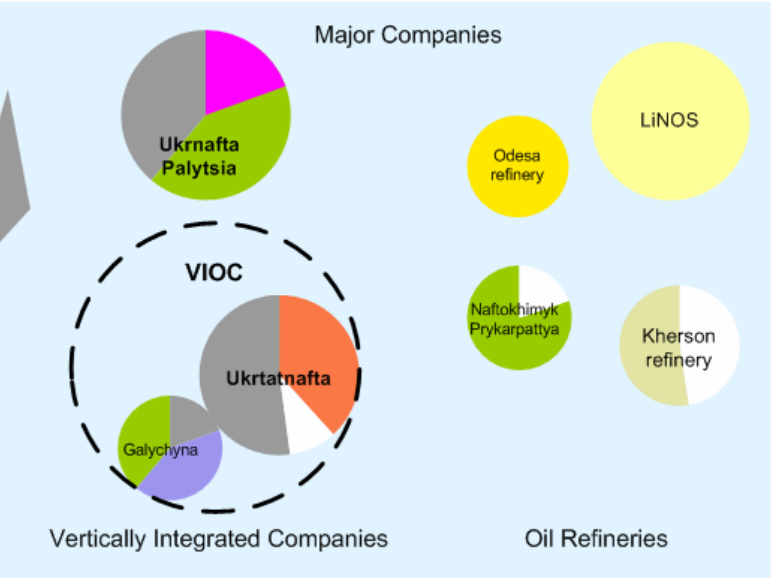 Major Companies
Ukrnafta
Palytsia
LiNOS
Odesa
refinery
VIOC
Naftokhimyk
Prykarpattya
Kherson
refinery
Ukrtatnafta
Galychyna
Vertically Integrated Companies
Oil Refineries